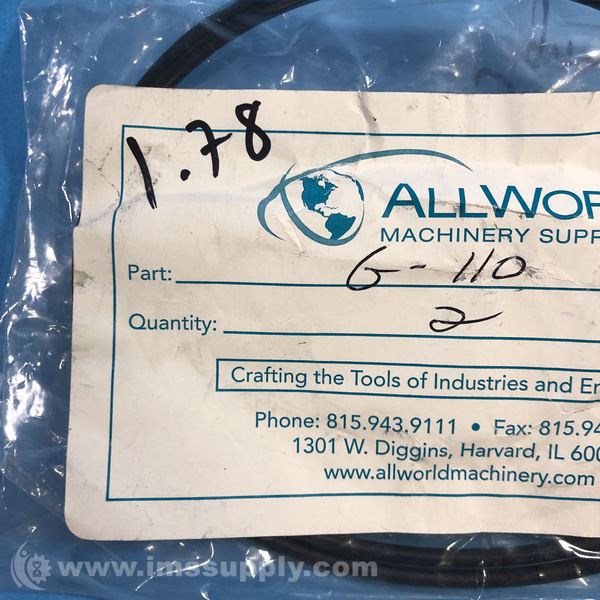 1.78
ALLWOR
MACHINERY SUPP
Part: G-110
Quantity: 2
Crafting the Tools of Industries and En
Phone: 815.943.9111 • Fax: 815.94
1301 W. Diggins, Harvard, IL 600
www.allworldmachinery.com
www.imssupply.com